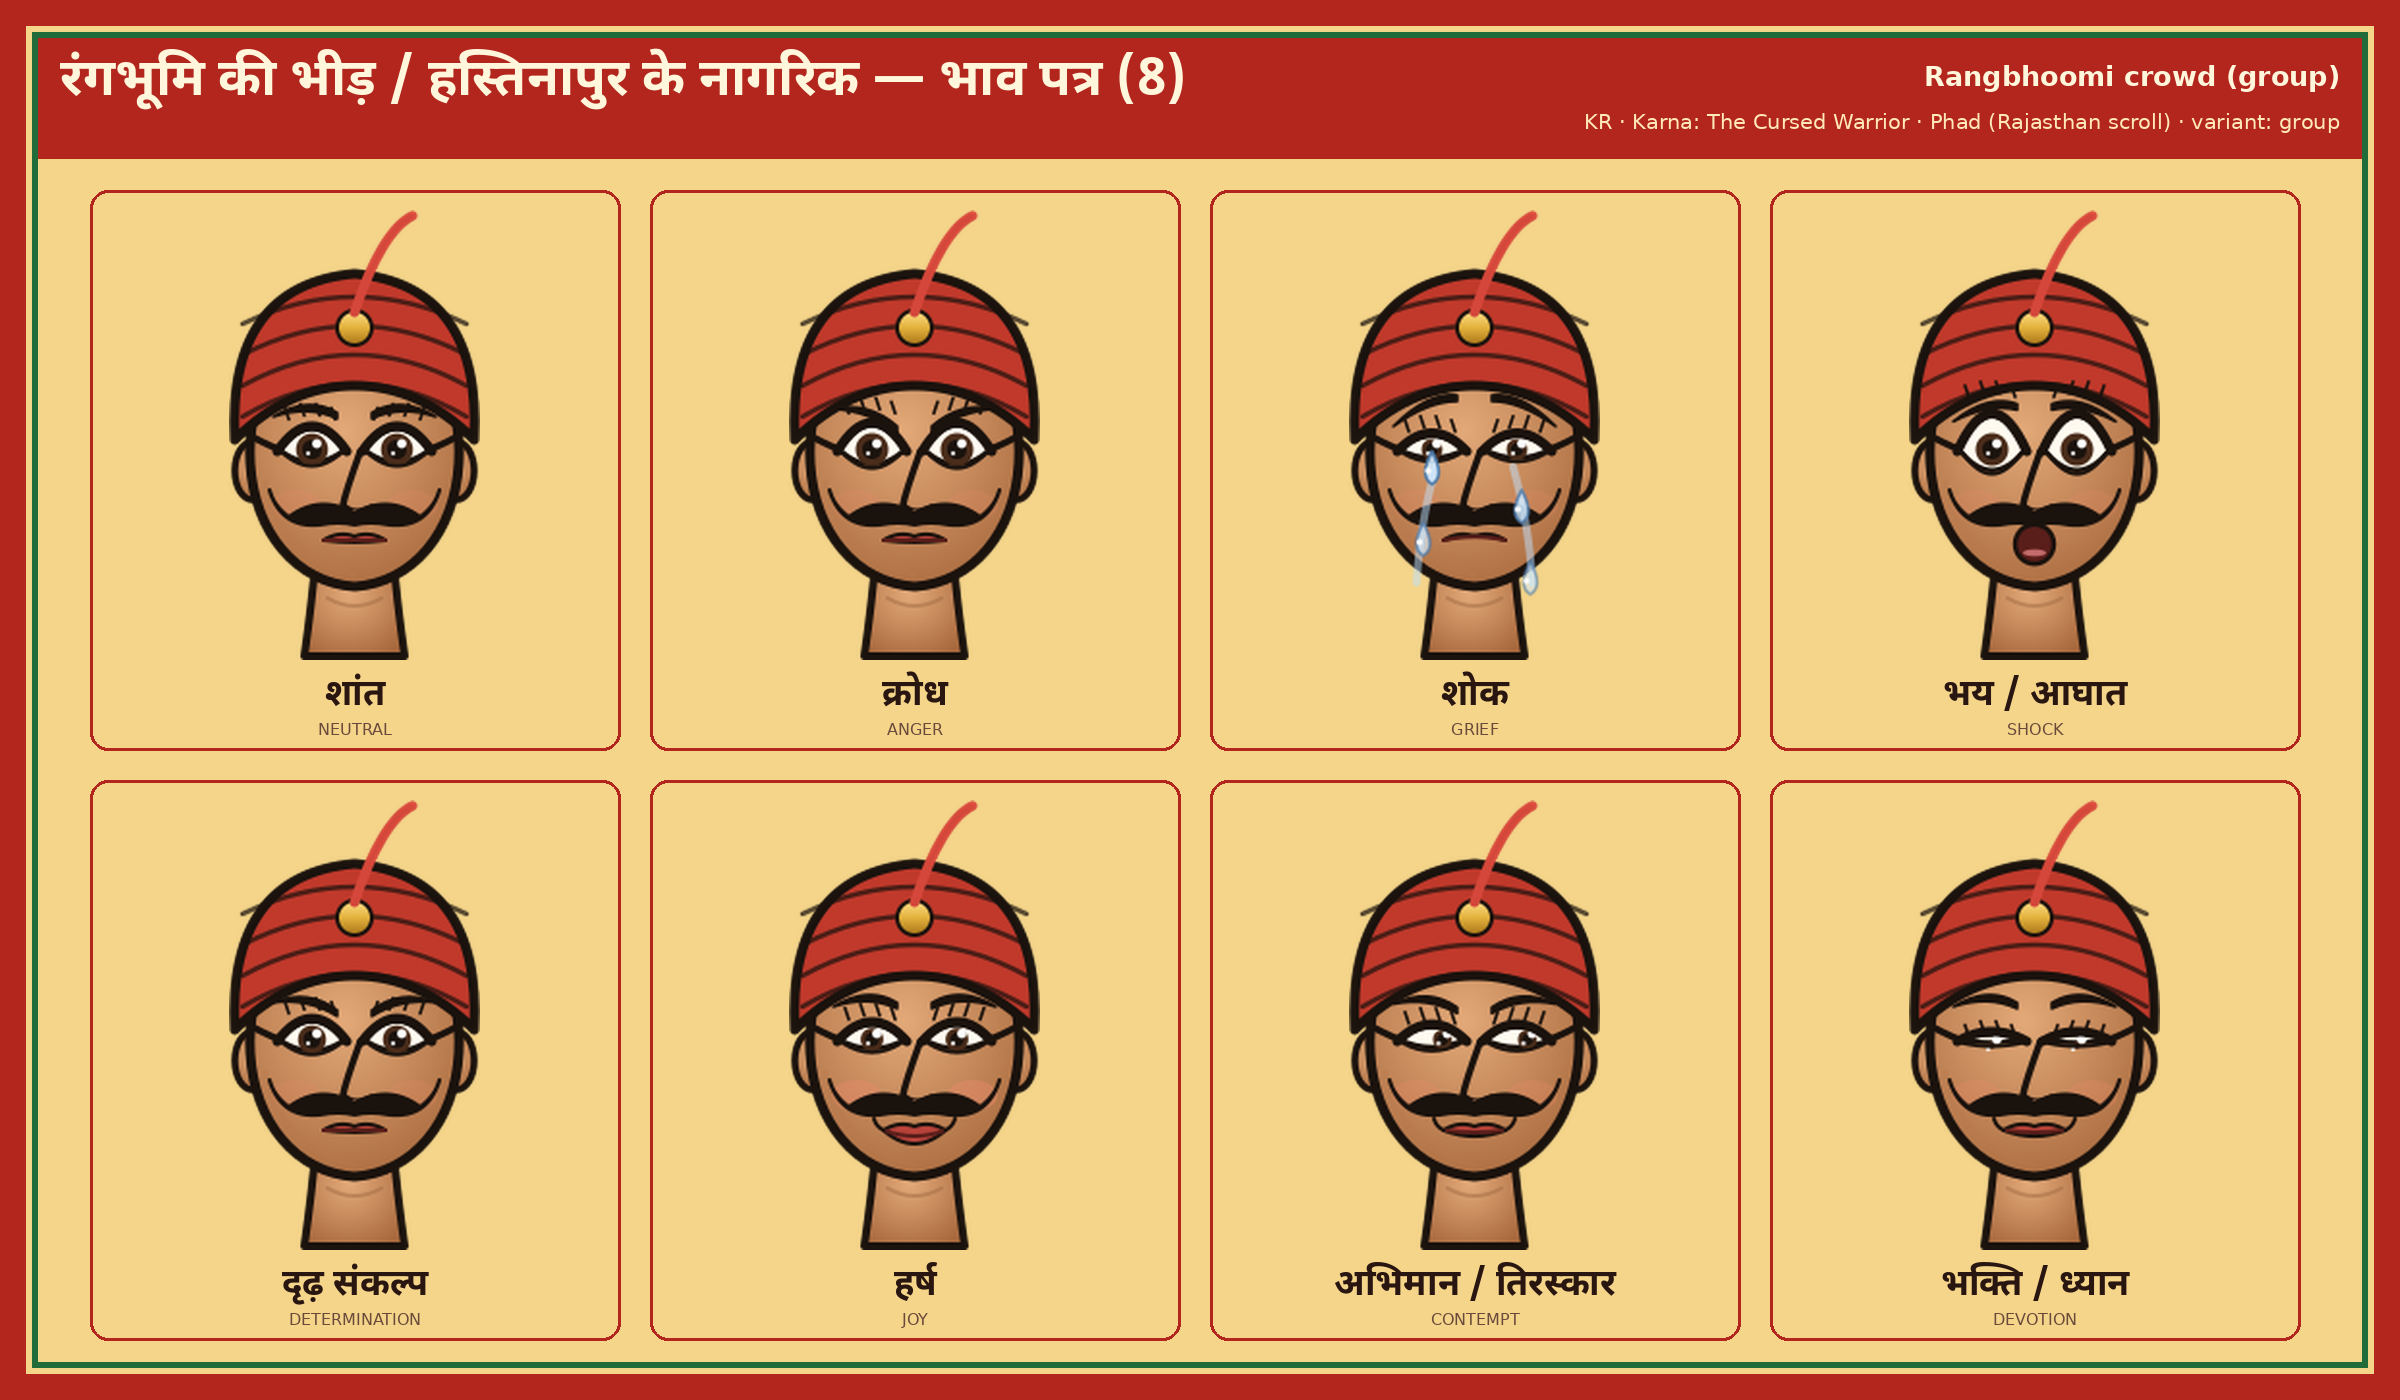 रंगभूमि की भीड़ / हस्तिनापुर के नागरिक — भाव पत्र (8)
Rangbhoomi crowd (group)
KR · Karna: The Cursed Warrior · Phad (Rajasthan scroll) · variant: group
शांत
NEUTRAL
क्रोध
ANGER
शोक
GRIEF
भय / आघात
SHOCK
दृढ़ संकल्प
DETERMINATION
हर्ष
JOY
अभिमान / तिरस्कार
CONTEMPT
भक्ति / ध्यान
DEVOTION